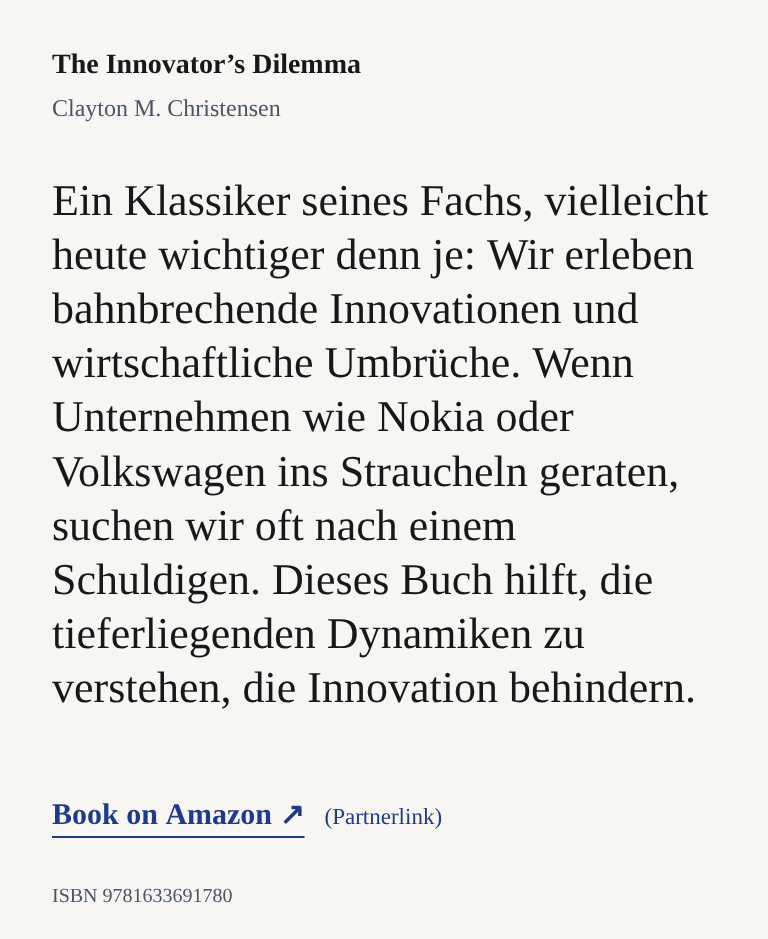 The Innovator’s Dilemma
Clayton M. Christensen
Ein Klassiker seines Fachs, vielleicht
heute wichtiger denn je: Wir erleben
bahnbrechende Innovationen und
wirtschaftliche Umbrüche. Wenn
Unternehmen wie Nokia oder
Volkswagen ins Straucheln geraten,
suchen wir oft nach einem
Schuldigen. Dieses Buch hilft, die
tieferliegenden Dynamiken zu
verstehen, die Innovation behindern.
Book on Amazon ↗ (Partnerlink)
ISBN 9781633691780